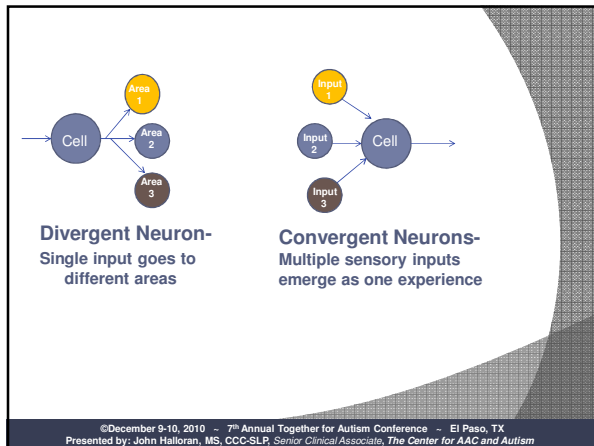 Area
1
Cell
Area
2
Area
3
Divergent Neuron-
Single input goes to
different areas
Input
1
Input
2
Cell
Input
3
Convergent Neurons-
Multiple sensory inputs
emerge as one experience
©December 9-10, 2010 ~ 7th Annual Together for Autism Conference ~ El Paso, TX
Presented by: John Halloran, MS, CCC-SLP, Senior Clinical Associate, The Center for AAC and Autism